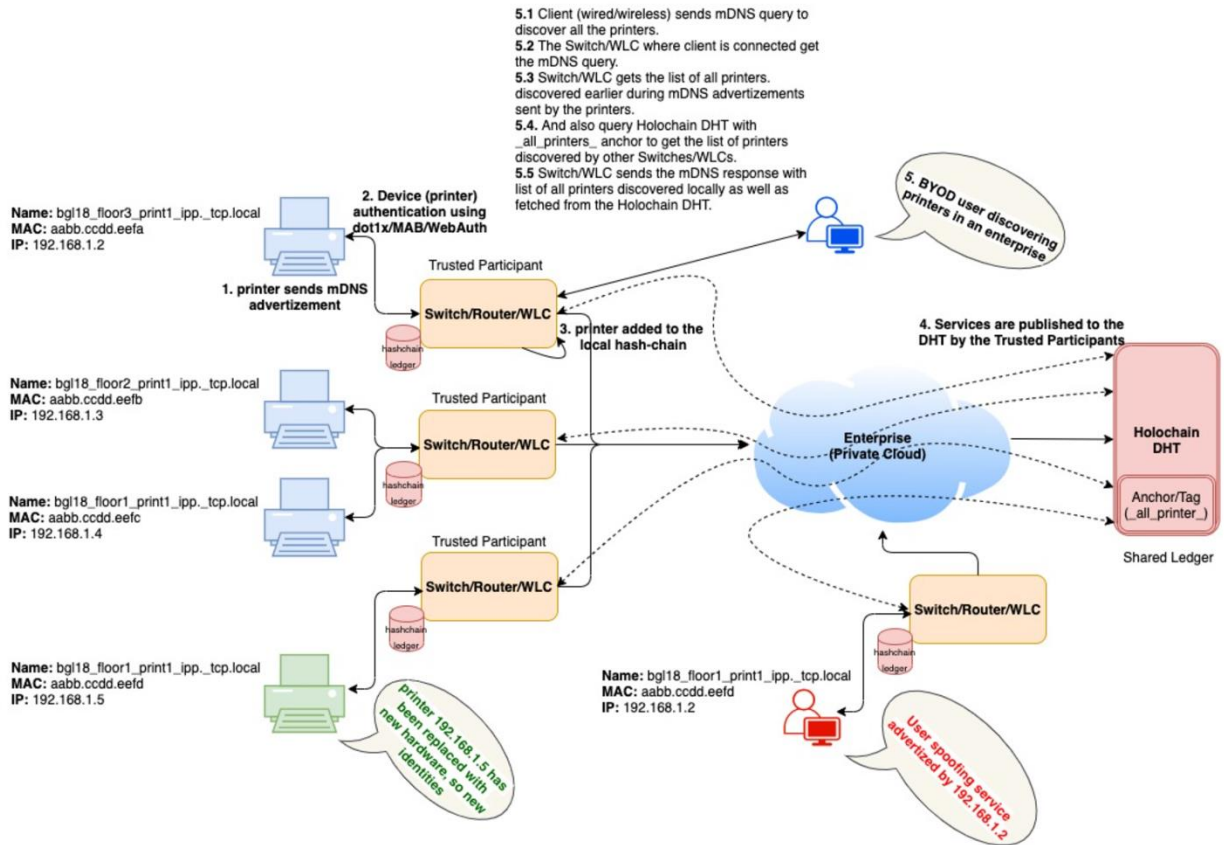 5.1 Client (wired/wireless) sends mDNS query to
discover all the printers.
5.2 The Switch/WLC where client is connected get
the mDNS query.
5.3 Switch/WLC gets the list of all printers.
discovered earlier during mDNS advertizements
sent by the printers.
5.4. And also query Holochain DHT with
_all_printers_ anchor to get the list of printers
discovered by other Switches/WLCs.
5.5 Switch/WLC sends the mDNS response with
list of all printers discovered locally as well as
fetched from the Holochain DHT.
5. BYOD user discovering
printers in an enterprise
Name: bgl18_floor3_print1_ipp._tcp.local
MAC: aabb.ccdd.eefa
IP: 192.168.1.2
2. Device (printer)
authentication using
dot1x/MAB/WebAuth
1. printer sends mDNS
advertizement
Trusted Participant
Switch/Router/WLC
hashchain
ledger
3. printer added to the
local hash-chain
4. Services are published to the
DHT by the Trusted Participants
Name: bgl18_floor2_print1_ipp._tcp.local
MAC: aabb.ccdd.eefb
IP: 192.168.1.3
Trusted Participant
Switch/Router/WLC
hashchain
ledger
Enterprise
(Private Cloud)
Holochain
DHT
Anchor/Tag
(_all_printer_)
Shared Ledger
Name: bgl18_floor1_print1_ipp._tcp.local
MAC: aabb.ccdd.eefc
IP: 192.168.1.4
Trusted Participant
Switch/Router/WLC
hashchain
ledger
Switch/Router/WLC
hashchain
ledger
Name: bgl18_floor1_print1_ipp._tcp.local
MAC: aabb.ccdd.eefd
IP: 192.168.1.5
printer 192.168.1.5 has
been replaced with
new hardware, so new
identities
Name: bgl18_floor1_print1_ipp._tcp.local
MAC: aabb.ccdd.eefd
IP: 192.168.1.2
User spoofing service
advertized by 192.168.1.2